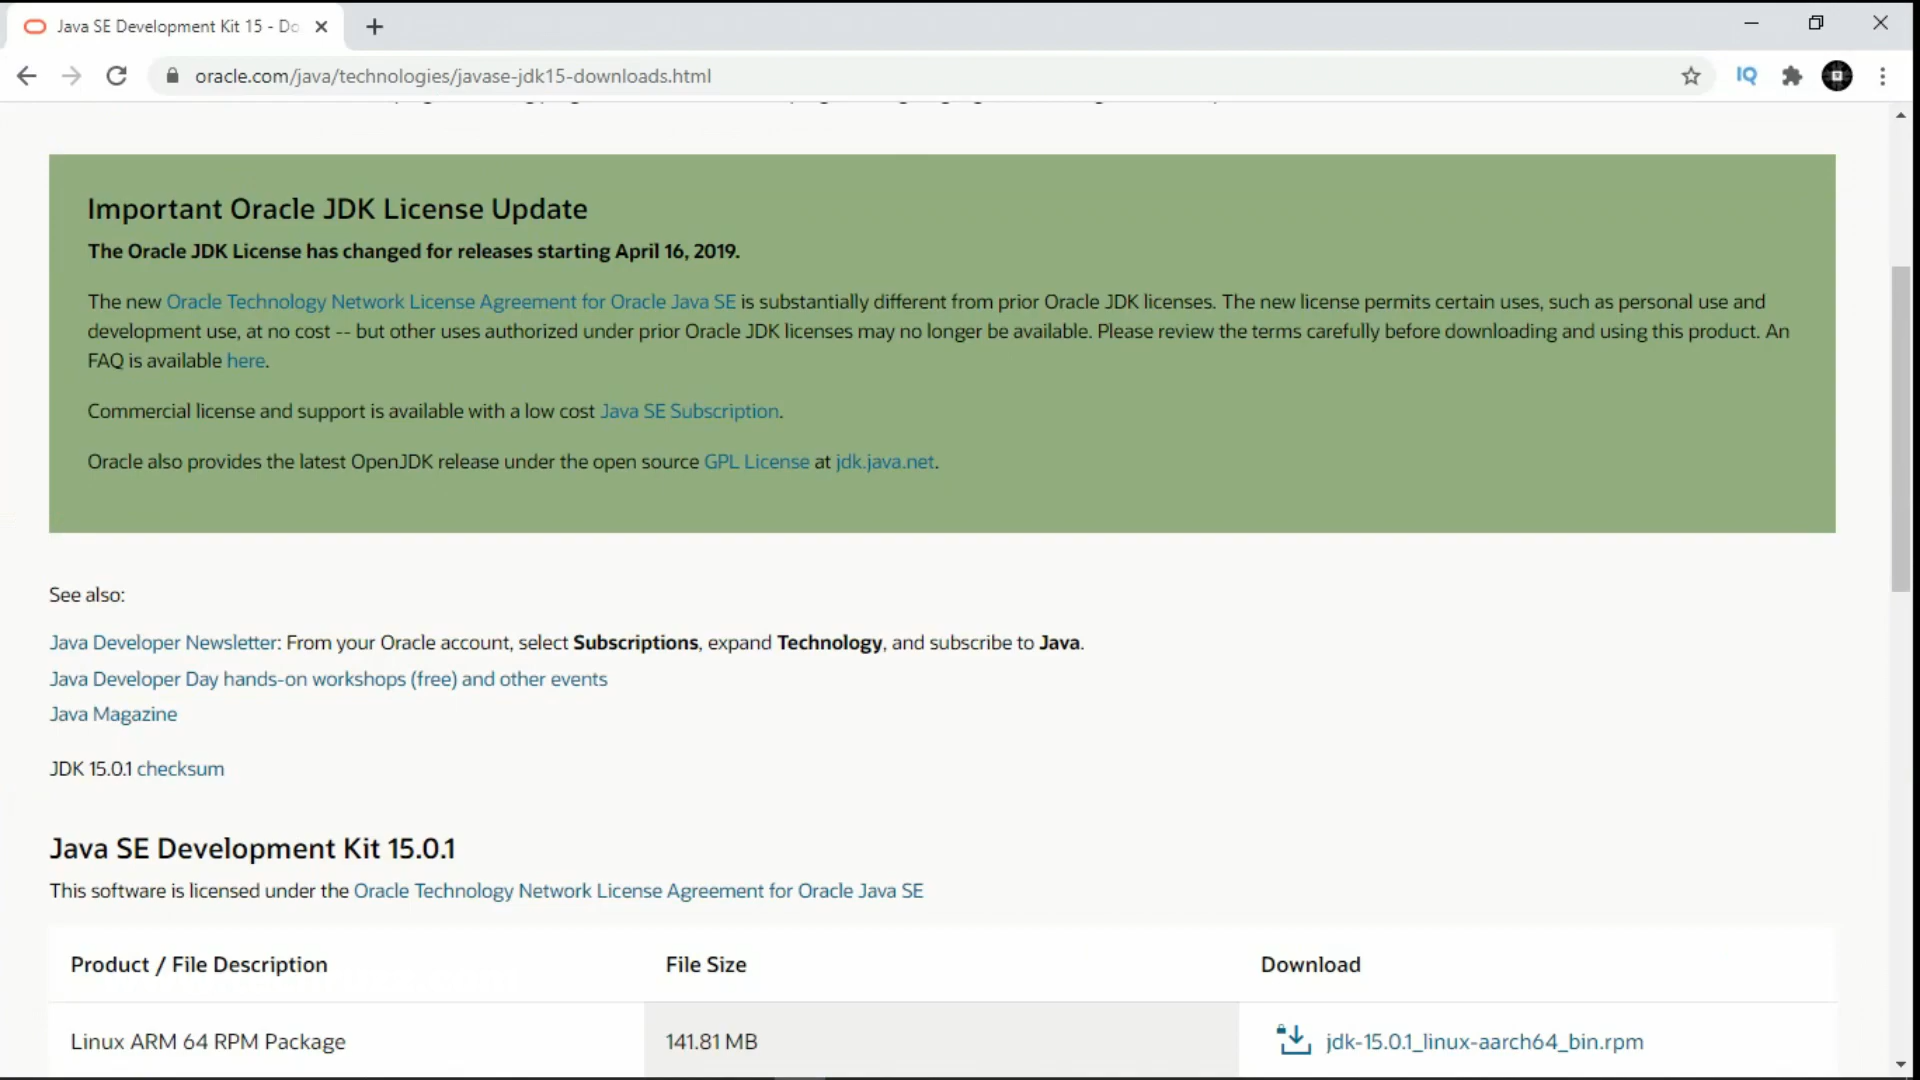 Java SE Development Kit 15 - Do
oracle.com/java/technologies/javase-jdk15-downloads.html
IQ
Important Oracle JDK License Update
The Oracle JDK License has changed for releases starting April 16, 2019.
The new Oracle Technology Network License Agreement for Oracle Java SE is substantially different from prior Oracle JDK licenses. The new license permits certain uses, such as personal use and
development use, at no cost -- but other uses authorized under prior Oracle JDK licenses may no longer be available. Please review the terms carefully before downloading and using this product. An
FAQ is available here.
Commercial license and support is available with a low cost Java SE Subscription.
Oracle also provides the latest OpenJDK release under the open source GPL License at jdk.java.net.
See also:
Java Developer Newsletter: From your Oracle account, select Subscriptions, expand Technology, and subscribe to Java.
Java Developer Day hands-on workshops (free) and other events
Java Magazine
JDK 15.0.1 checksum
Java SE Development Kit 15.0.1
This software is licensed under the Oracle Technology Network License Agreement for Oracle Java SE
Product / File Description File Size Download
Linux ARM 64 RPM Package 141.81 MB jdk-15.0.1_linux-aarch64_bin.rpm